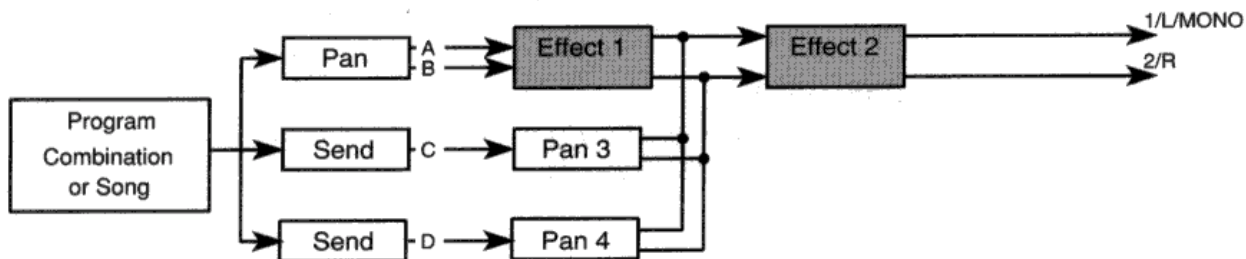 Program
Combination
or Song
Pan
A
B
Effect 1
Effect 2
1/L/MONO
2/R
Send
C
Pan 3
Send
D
Pan 4